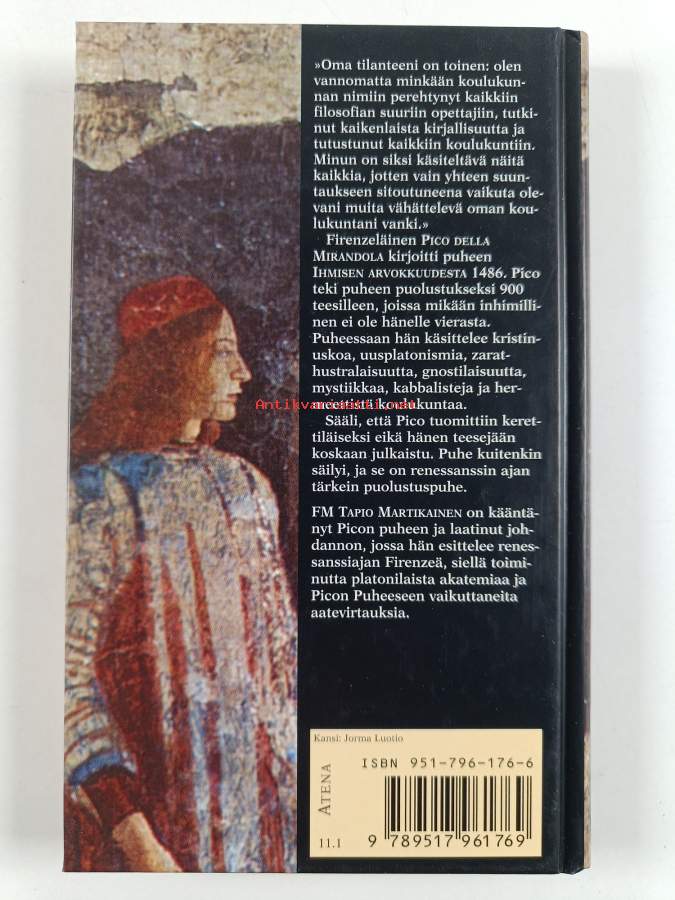 »Oma tilanteeni on toinen: olen
vannomatta minkään koulukun-
nan nimiin perehtynyt kaikkiin
filosofian suuriin opettajiin, tutki-
nut kaikenlaista kirjallisuutta ja
tutustunut kaikkiin koulukuntiin.
Minun on siksi käsiteltävä näitä
kaikkia, jotten vain yhteen suun-
taukseen sitoutuneena vaikuta ole-
vani muita vähättelevä oman kou-
lukuntani vanki.»
Firenzeläinen PICO DELLA
MIRANDOLA kirjoitti puheen
IHMISEN ARVOKKUUDESTA 1486. Pico
teki puheen puolustukseksi 900
teesilleen, joissa mikään inhimilli-
nen ei ole hänelle vierasta.
Puheessaan hän käsittelee kristin-
uskoa, uusplatonismia, zarat-
hustralaisuutta, gnostilaisuutta,
mystiikkaa, kabbalisteja ja her-
meettistä koulukuntaa.
Antikvariaatti.net
Sääli, että Pico tuomittiin keret-
tiläiseksi eikä hänen teesejään
koskaan julkaistu. Puhe kuitenkin
säilyi, ja se on renessanssin ajan
tärkein puolustuspuhe.
FM TAPIO MARTIKAINEN on kääntä-
nyt Picon puheen ja laatinut joh-
dannon, jossa hän esittelee renes-
sanssiajan Firenzeä, siellä toimi-
nutta platonilaista akatemiaa ja
Picon Puheeseen vaikuttaneita
aatevirtauksia.
Kansi: Jorma Luotio
ISBN 951-796-176-6
ATENA
11.1
9 789517 961769